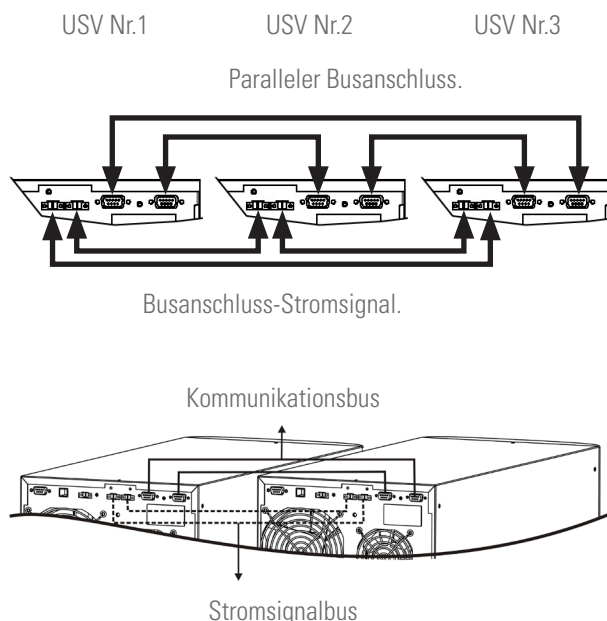 USV Nr.1 USV Nr.2 USV Nr.3
Paralleler Busanschluss.
Busanschluss-Stromsignal.
Kommunikationsbus
Stromsignalbus